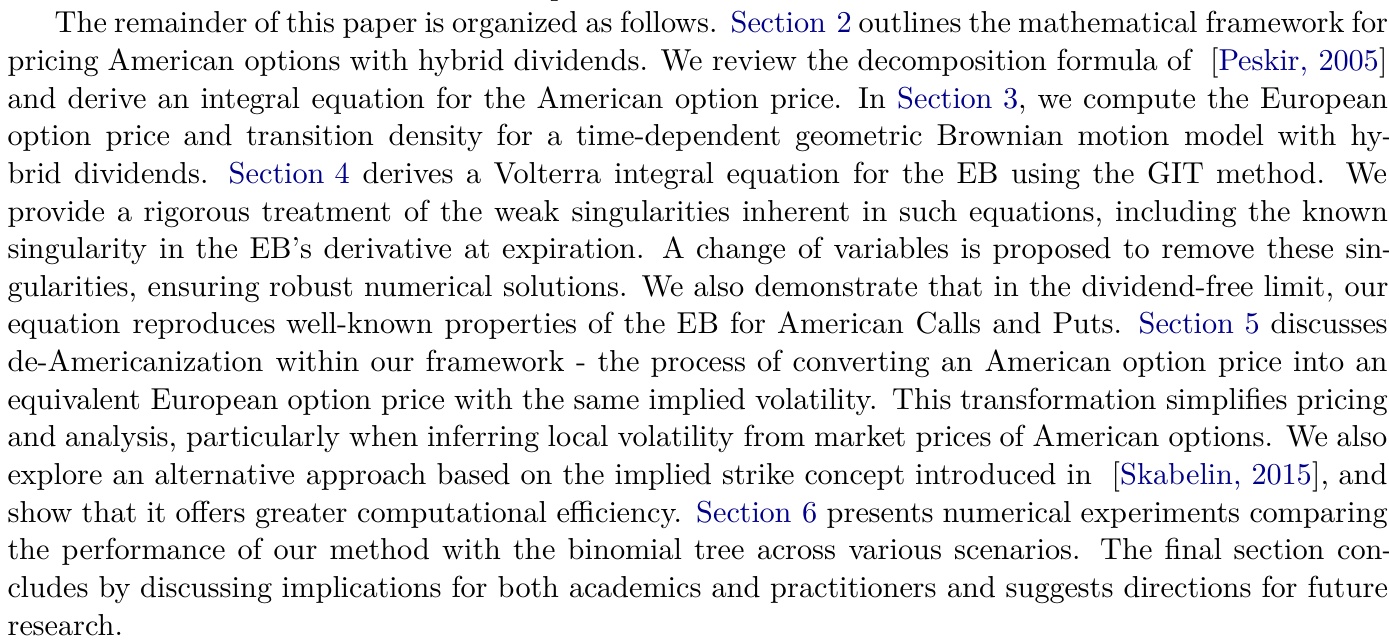 The remainder of this paper is organized as follows. Section 2 outlines the mathematical framework for
pricing American options with hybrid dividends. We review the decomposition formula of [Peskir, 2005]
and derive an integral equation for the American option price. In Section 3, we compute the European
option price and transition density for a time-dependent geometric Brownian motion model with hy-
brid dividends. Section 4 derives a Volterra integral equation for the EB using the GIT method. We
provide a rigorous treatment of the weak singularities inherent in such equations, including the known
singularity in the EB's derivative at expiration. A change of variables is proposed to remove these sin-
gularities, ensuring robust numerical solutions. We also demonstrate that in the dividend-free limit, our
equation reproduces well-known properties of the EB for American Calls and Puts. Section 5 discusses
de-Americanization within our framework - the process of converting an American option price into an
equivalent European option price with the same implied volatility. This transformation simplifies pricing
and analysis, particularly when inferring local volatility from market prices of American options. We also
explore an alternative approach based on the implied strike concept introduced in [Skabelin, 2015], and
show that it offers greater computational efficiency. Section 6 presents numerical experiments comparing
the performance of our method with the binomial tree across various scenarios. The final section con-
cludes by discussing implications for both academics and practitioners and suggests directions for future
research.